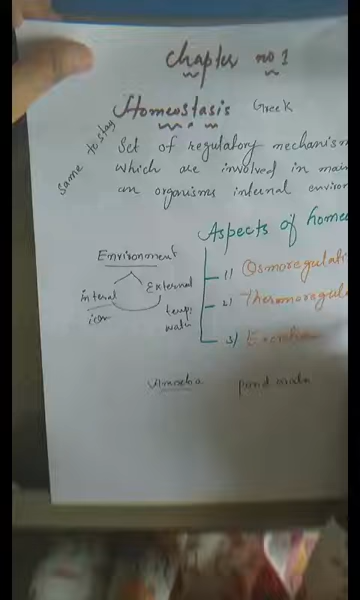 Chapter no 1
Homeostasis Greek
same to stay
Set of regulatory mechanism
which are involved in main
an organisms internal environ
Aspects of homeo
Environment
internal External
temp:
water
1) Osmoregulati
2) Thermoregula
3) Excretion
Amoeba pond water